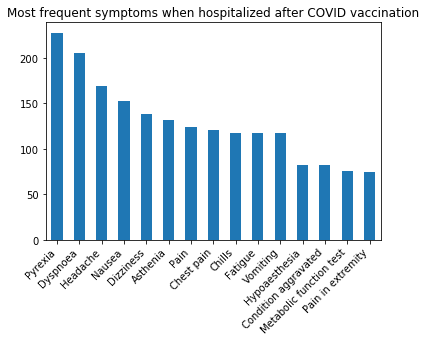 Most frequent symptoms when hospitalized after COVID vaccination
200
150
100
50
0
Pyrexia
Dyspnoea
Headache
Nausea
Dizziness
Asthenia
Pain
Chest pain
Chills
Fatigue
Vomiting
Hypoaesthesia
Condition aggravated
Metabolic function test
Pain in extremity